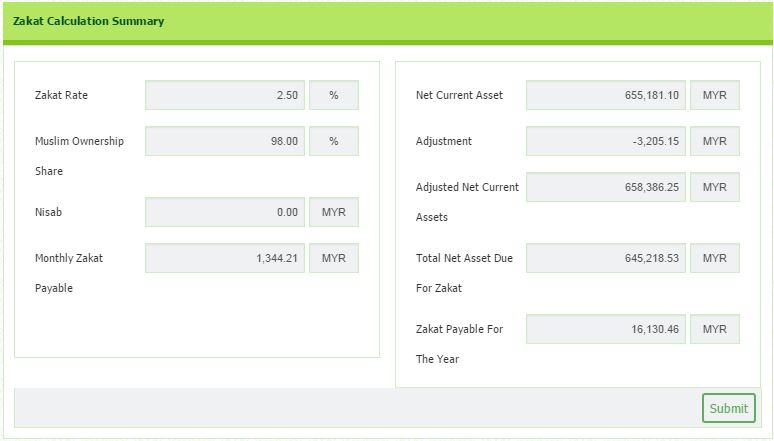 Zakat Calculation Summary
Zakat Rate 2.50 %
Muslim Ownership 98.00 %
Share
Nisab 0.00 MYR
Monthly Zakat 1,344.21 MYR
Payable
Net Current Asset 655,181.10 MYR
Adjustment -3,205.15 MYR
Adjusted Net Current 658,386.25 MYR
Assets
Total Net Asset Due 645,218.53 MYR
For Zakat
Zakat Payable For 16,130.46 MYR
The Year
Submit